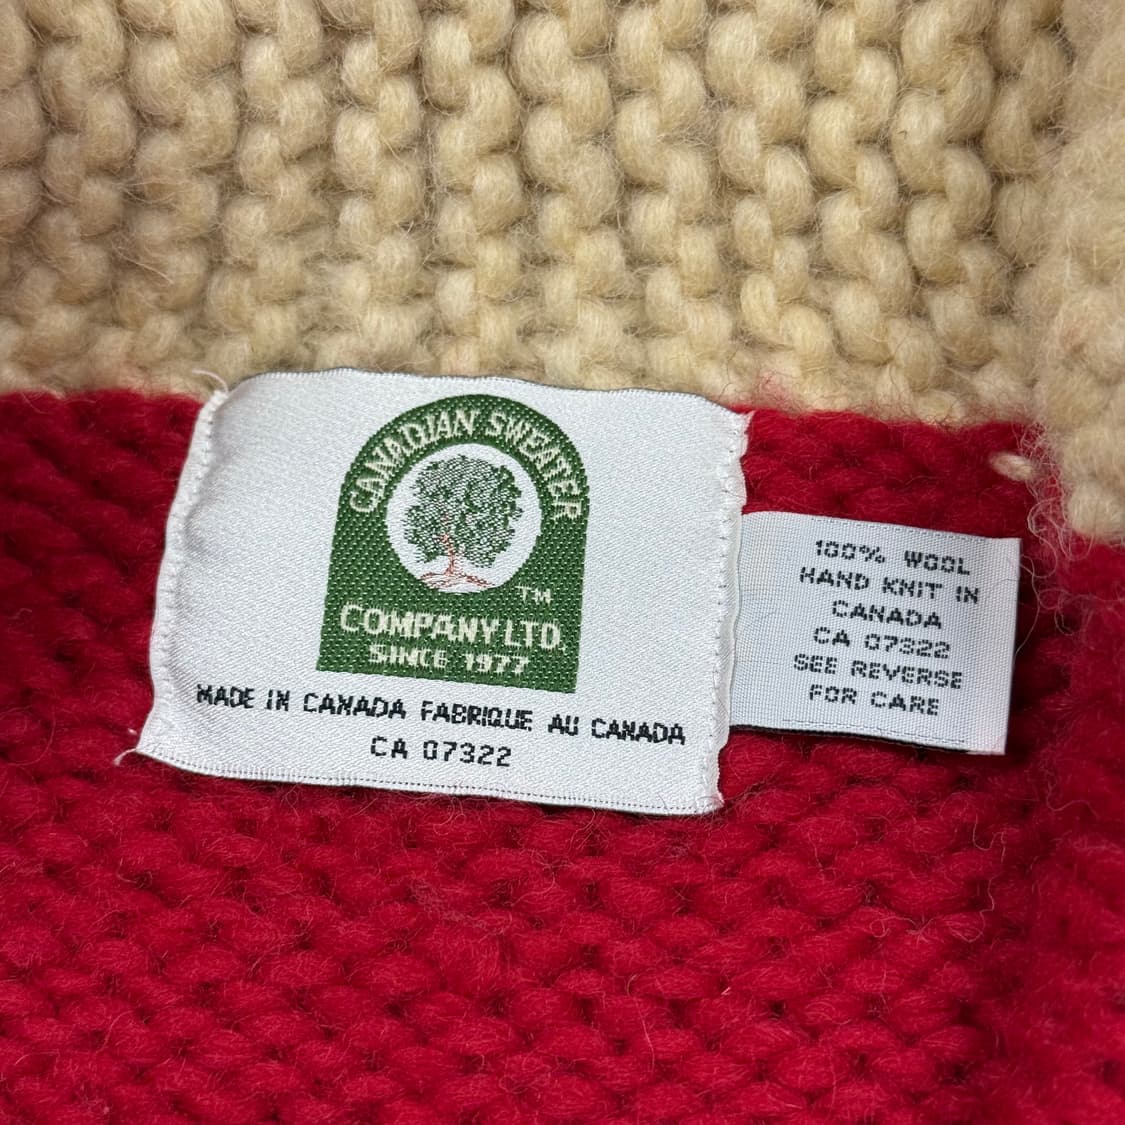 CANADIAN SWEATER
TM
COMPANY LTD.
SINCE 1977
MADE IN CANADA FABRIQUE AU CANADA
CA 07322
100% WOOL
HAND KNIT IN
CANADA
CA 07322
SEE REVERSE
FOR CARE